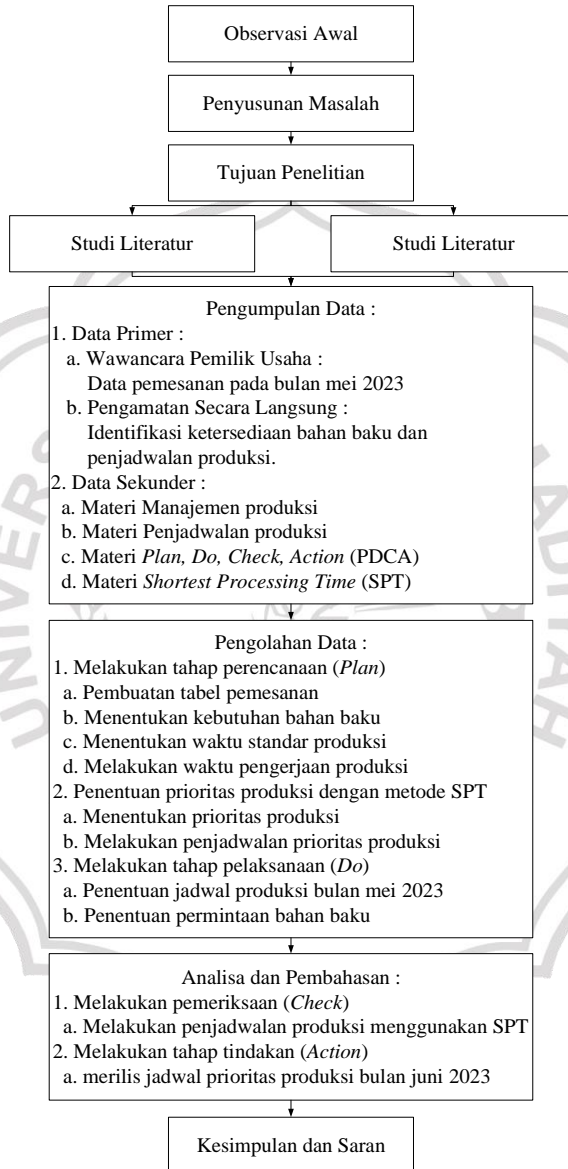 Observasi Awal
Penyusunan Masalah
Tujuan Penelitian
Studi Literatur
Studi Literatur
Pengumpulan Data :
1. Data Primer :
a. Wawancara Pemilik Usaha :
Data pemesanan pada bulan mei 2023
b. Pengamatan Secara Langsung :
Identifikasi ketersediaan bahan baku dan
penjadwalan produksi.
2. Data Sekunder :
a. Materi Manajemen produksi
b. Materi Penjadwalan produksi
c. Materi Plan, Do, Check, Action (PDCA)
d. Materi Shortest Processing Time (SPT)
Pengolahan Data :
1. Melakukan tahap perencanaan (Plan)
a. Pembuatan tabel pemesanan
b. Menentukan kebutuhan bahan baku
c. Menentukan waktu standar produksi
d. Melakukan waktu pengerjaan produksi
2. Penentuan prioritas produksi dengan metode SPT
a. Menentukan prioritas produksi
b. Melakukan penjadwalan prioritas produksi
3. Melakukan tahap pelaksanaan (Do)
a. Penentuan jadwal produksi bulan mei 2023
b. Penentuan permintaan bahan baku
Analisa dan Pembahasan :
1. Melakukan pemeriksaan (Check)
a. Melakukan penjadwalan produksi menggunakan SPT
2. Melakukan tahap tindakan (Action)
a. merilis jadwal prioritas produksi bulan juni 2023
Kesimpulan dan Saran